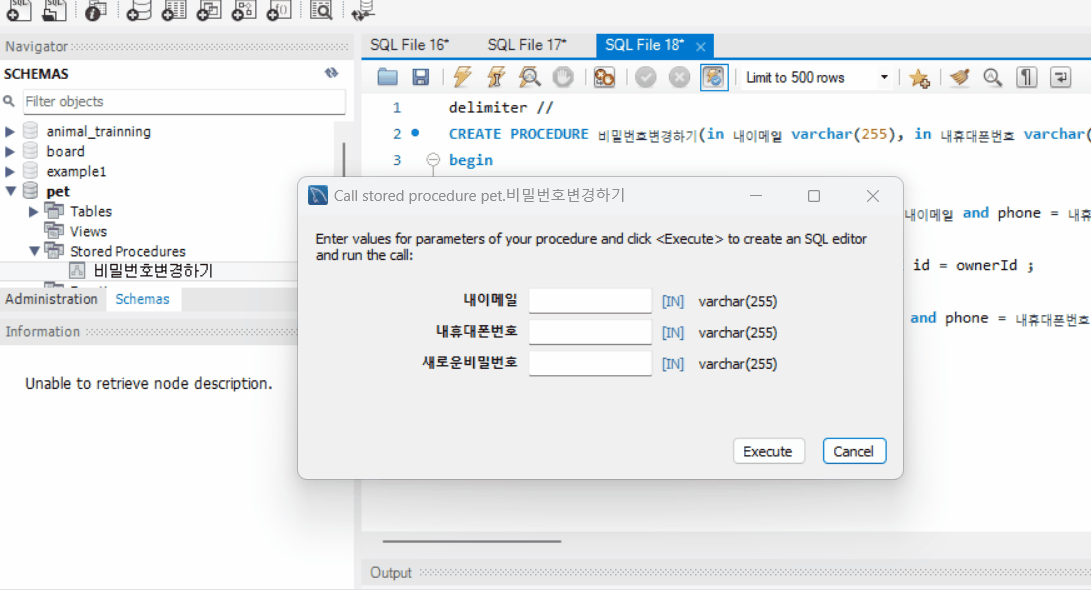 SQL
SQL
Navigator
SCHEMAS
Filter objects
animal_trainning
board
example1
pet
Tables
Views
Stored Procedures
비밀번호변경하기
Administration Schemas
Information
Unable to retrieve node description.
SQL File 16* SQL File 17* SQL File 18*
Limit to 500 rows
1 delimiter //
2 CREATE PROCEDURE 비밀번호변경하기(in 내이메일 varchar(255), in 내휴대폰번호 varchar(
3 begin
내이메일 and phone = 내휴
id = ownerId ;
and phone = 내휴대폰번호
Call stored procedure pet.비밀번호변경하기
Enter values for parameters of your procedure and click <Execute> to create an SQL editor
and run the call:
내이메일 [IN] varchar(255)
내휴대폰번호 [IN] varchar(255)
새로운비밀번호 [IN] varchar(255)
Execute Cancel
Output